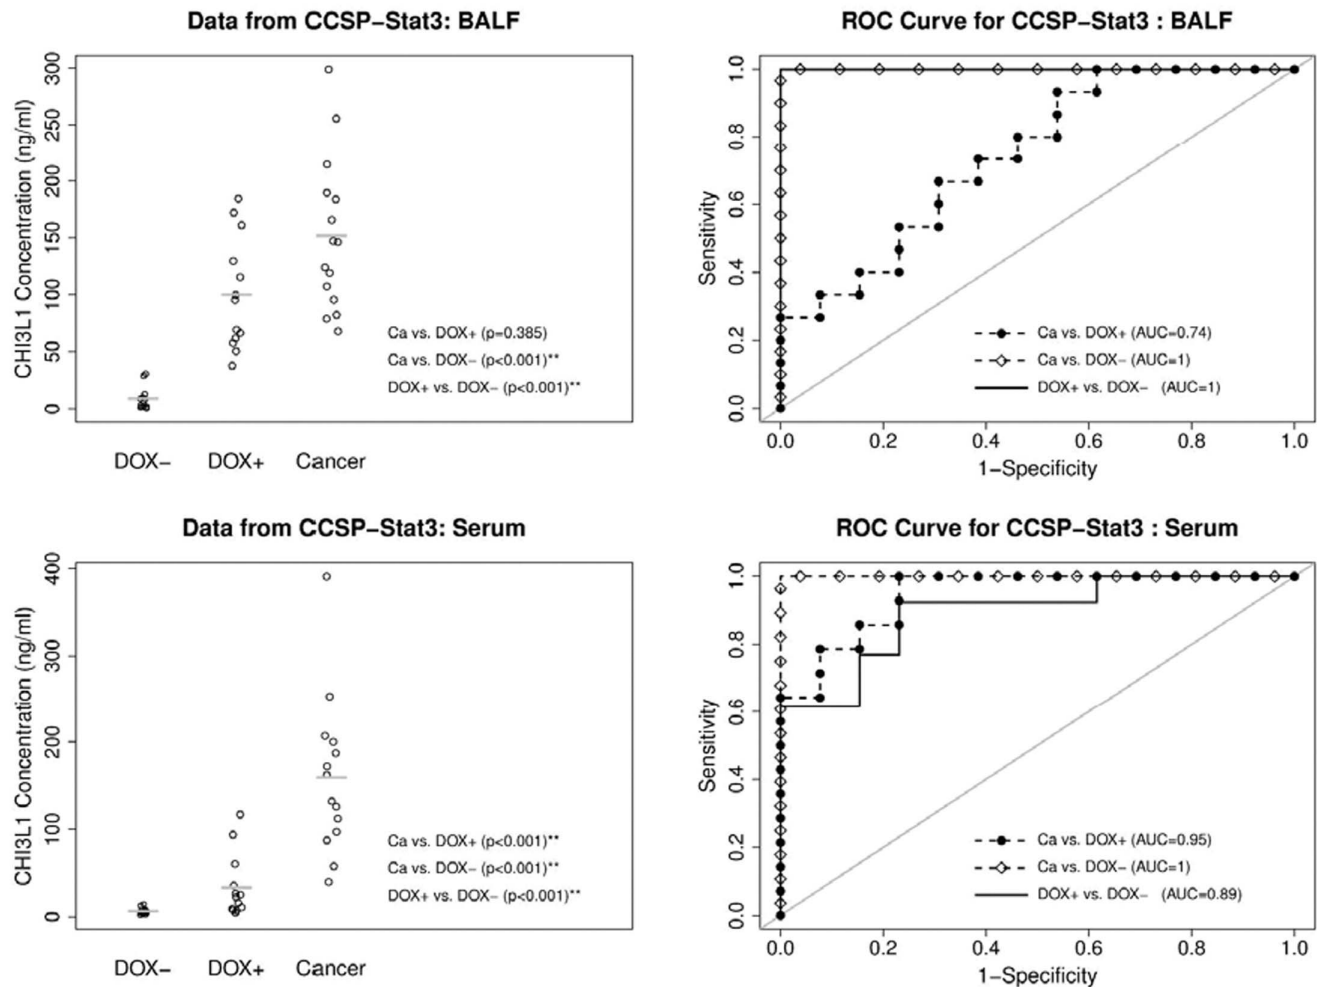 Data from CCSP−Stat3: BALF
CHI3L1 Concentration (ng/ml)
300
250
200
150
100
50
0
Ca vs. DOX+ (p=0.385)
Ca vs. DOX− (p<0.001)**
DOX+ vs. DOX− (p<0.001)**
DOX− DOX+ Cancer
ROC Curve for CCSP−Stat3 : BALF
Sensitivity
1.0
0.8
0.6
0.4
0.2
0.0
Ca vs. DOX+ (AUC=0.74)
Ca vs. DOX− (AUC=1)
DOX+ vs DOX− (AUC=1)
0.0 0.2 0.4 0.6 0.8 1.0
1−Specificity
Data from CCSP−Stat3: Serum
CHI3L1 Concentration (ng/ml)
400
300
200
100
0
Ca vs. DOX+ (p<0.001)**
Ca vs. DOX− (p<0.001)**
DOX+ vs. DOX− (p<0.001)**
DOX− DOX+ Cancer
ROC Curve for CCSP−Stat3 : Serum
Sensitivity
1.0
0.8
0.6
0.4
0.2
0.0
Ca vs. DOX+ (AUC=0.95)
Ca vs. DOX− (AUC=1)
DOX+ vs DOX− (AUC=0.89)
0.0 0.2 0.4 0.6 0.8 1.0
1−Specificity